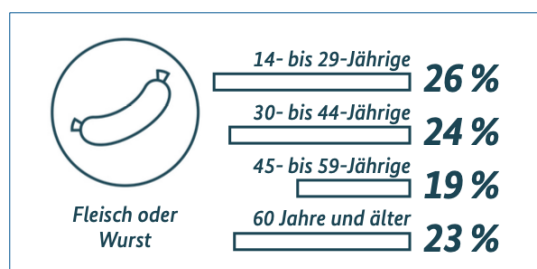 14- bis 29-Jährige
26 %
30- bis 44-Jährige
24 %
45- bis 59-Jährige
19 %
60 Jahre und älter
23 %
Fleisch oder
Wurst